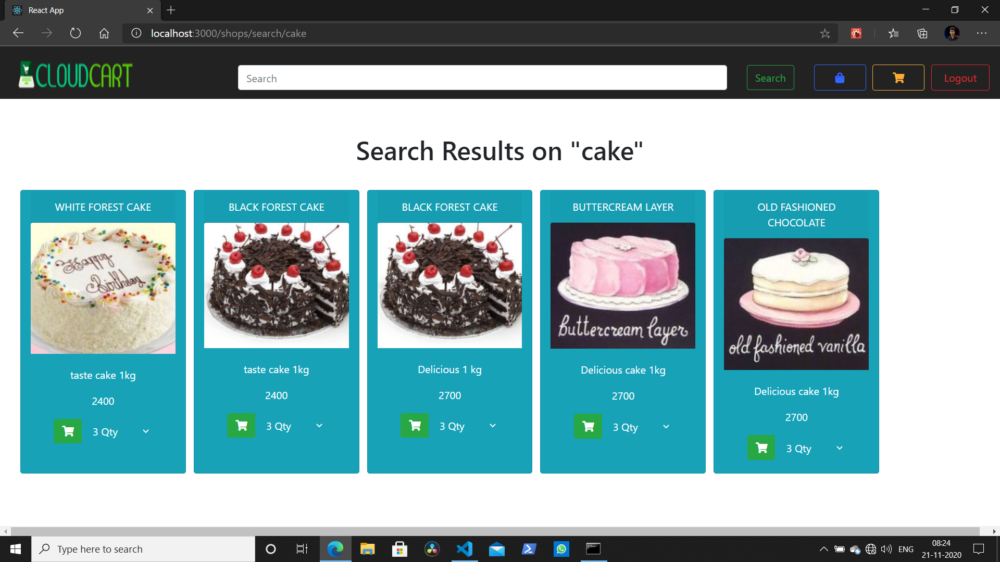 React App
localhost:3000/shops/search/cake
CLOUDCART
Search
Search
Logout
Search Results on "cake"
WHITE FOREST CAKE
Happy
Birthday
taste cake 1kg
2400
3 Qty
BLACK FOREST CAKE
taste cake 1kg
2400
3 Qty
BLACK FOREST CAKE
Delicious 1 kg
2700
3 Qty
BUTTERCREAM LAYER
buttercream layer
Delicious cake 1kg
2700
3 Qty
OLD FASHIONED
CHOCOLATE
old fashioned vanilla
Delicious cake 1kg
2700
3 Qty
Type here to search
ENG
08:24
21-11-2020